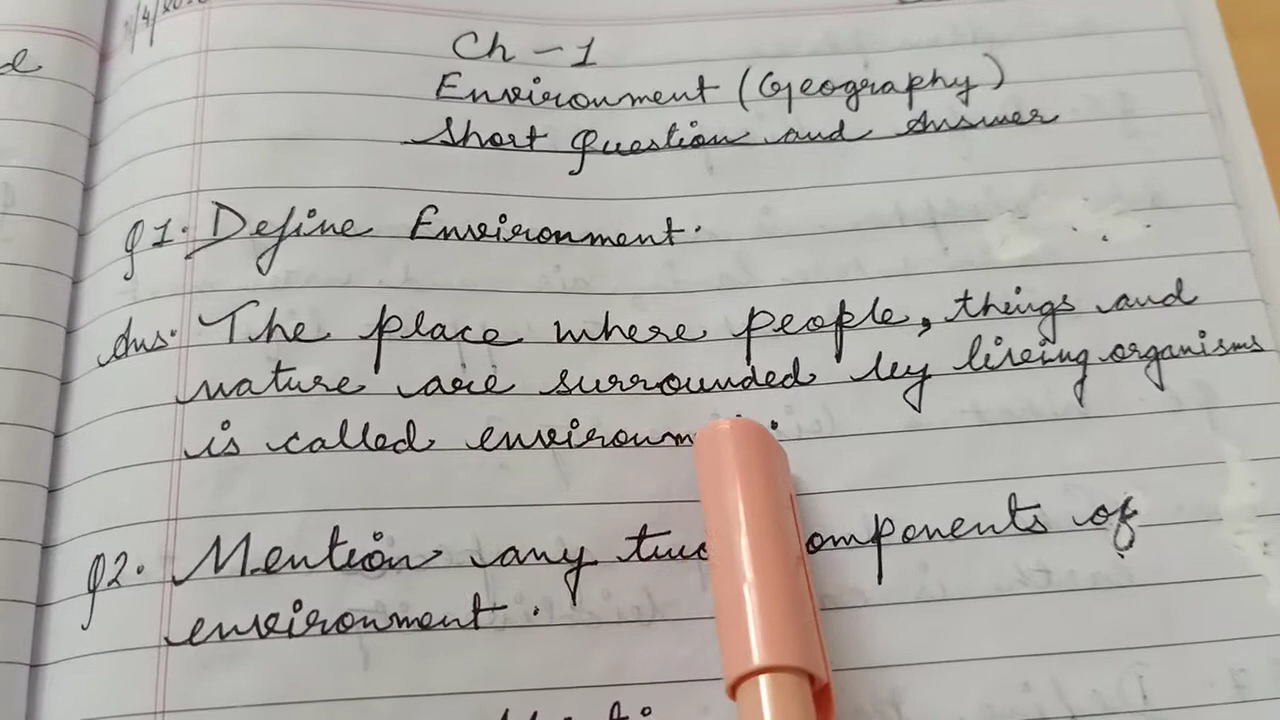 Ch - 1
Environment (Geography)
Short Question and Answer
Q1. Define Environment.
Ans. The place where people, things and
nature are surrounded by living organisms
is called
Q2. Mention any two components of
environment.